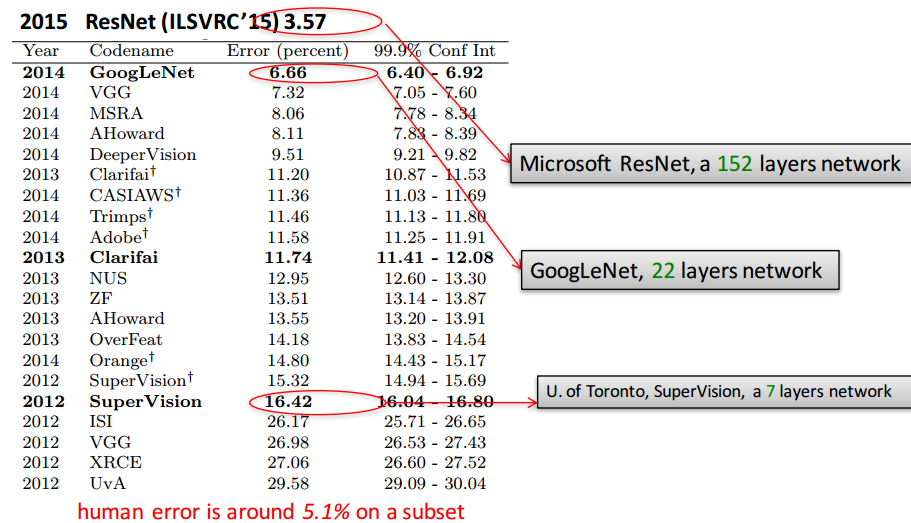 2015 ResNet (ILSVRC'15) 3.57
Year Codename Error (percent) 99.9% Conf Int
2014 GoogLeNet 6.66 6.40 - 6.92
2014 VGG 7.32 7.05 - 7.60
2014 MSRA 8.06 7.78 - 8.34
2014 AHoward 8.11 7.83 - 8.39
2014 DeeperVision 9.51 9.21 - 9.82
2013 Clarifai† 11.20 10.87 - 11.53
2014 CASIAWS† 11.36 11.03 - 11.69
2014 Trimps† 11.46 11.13 - 11.80
2014 Adobe† 11.58 11.25 - 11.91
2013 Clarifai 11.74 11.41 - 12.08
2013 NUS 12.95 12.60 - 13.30
2013 ZF 13.51 13.14 - 13.87
2013 AHoward 13.55 13.20 - 13.91
2013 OverFeat 14.18 13.83 - 14.54
2014 Orange† 14.80 14.43 - 15.17
2012 SuperVision† 15.32 14.94 - 15.69
2012 SuperVision 16.42 16.04 - 16.80
2012 ISI 26.17 25.71 - 26.65
2012 VGG 26.98 26.53 - 27.43
2012 XRCE 27.06 26.60 - 27.52
2012 UvA 29.58 29.09 - 30.04
human error is around 5.1% on a subset
Microsoft ResNet, a 152 layers network
GoogLeNet, 22 layers network
U. of Toronto, SuperVision, a 7 layers network